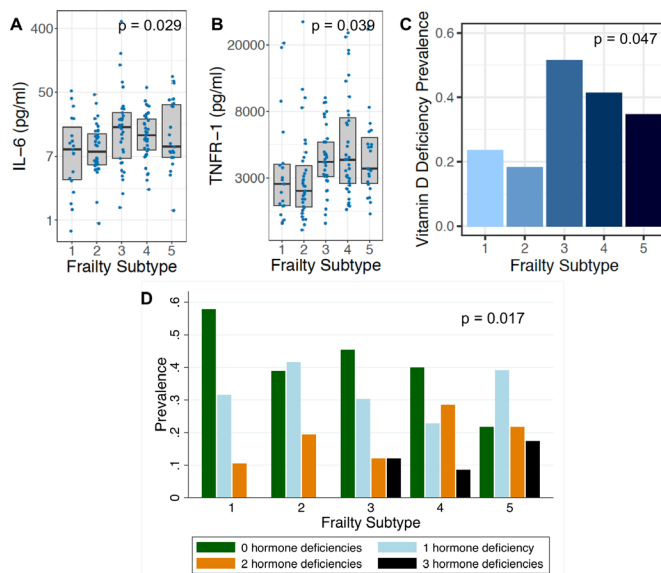 A
p = 0.029
IL−6 (pg/ml)
400
50
7
1
1 2 3 4 5
Frailty Subtype
B
p = 0.039
TNFR−1 (pg/ml)
20000
8000
3000
1 2 3 4 5
Frailty Subtype
C
p = 0.047
Vitamin D Deficiency Prevalence
0.6
0.4
0.2
0.0
1 2 3 4 5
Frailty Subtype
D
p = 0.017
Prevalence
.6
.5
.4
.3
.2
.1
0
1 2 3 4 5
Frailty Subtype
0 hormone deficiencies 1 hormone deficiency
2 hormone deficiencies 3 hormone deficiencies